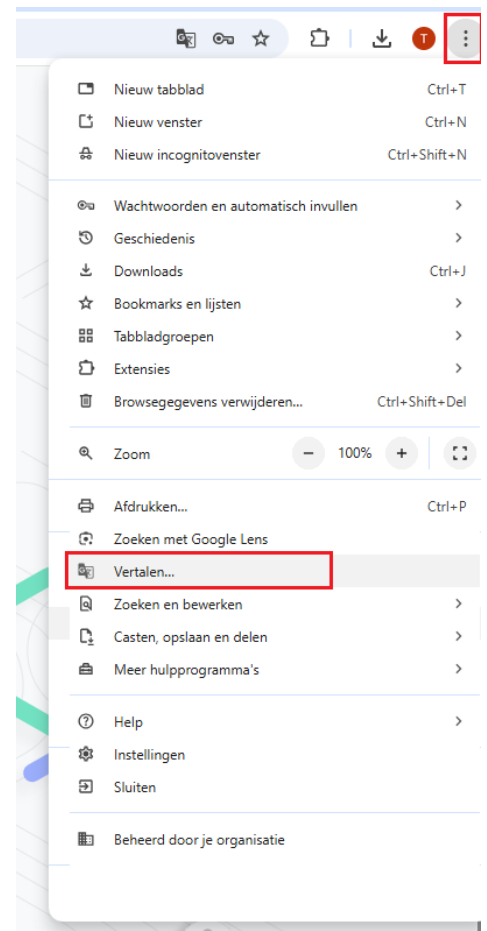 T
Nieuw tabblad Ctrl+T
Nieuw venster Ctrl+N
Nieuw incognitovenster Ctrl+Shift+N
Wachtwoorden en automatisch invullen
Geschiedenis
Downloads Ctrl+J
Bookmarks en lijsten
Tabbladgroepen
Extensies
Browsegegevens verwijderen... Ctrl+Shift+Del
Zoom − 100% +
Afdrukken... Ctrl+P
Zoeken met Google Lens
Vertalen...
Zoeken en bewerken
Casten, opslaan en delen
Meer hulpprogramma's
Help
Instellingen
Sluiten
Beheerd door je organisatie